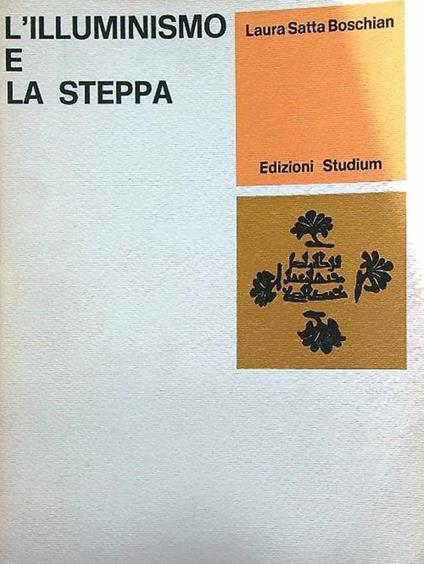 L'ILLUMINISMO
E
LA STEPPA
Laura Satta Boschian
Edizioni Studium